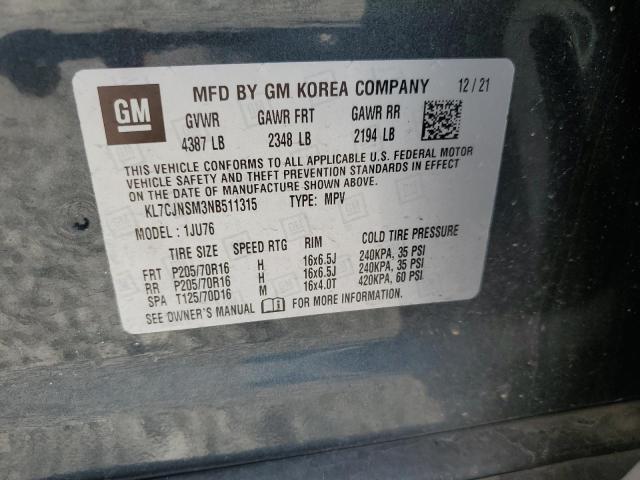 GM
MFD BY GM KOREA COMPANY 12/21
GVWR GAWR FRT GAWR RR
4387 LB 2348 LB 2194 LB
THIS VEHICLE CONFORMS TO ALL APPLICABLE U.S. FEDERAL MOTOR
VEHICLE SAFETY AND THEFT PREVENTION STANDARDS IN EFFECT
ON THE DATE OF MANUFACTURE SHOWN ABOVE.
KL7CJNSM3NB511315 TYPE: MPV
MODEL : 1JU76
TIRE SIZE SPEED RTG RIM COLD TIRE PRESSURE
FRT P205/70R16 H 16x6.5J 240KPA, 35 PSI
RR P205/70R16 H 16x6.5J 240KPA, 35 PSI
SPA T125/70D16 M 16x4.0T 420KPA, 60 PSI
SEE OWNER'S MANUAL FOR MORE INFORMATION.